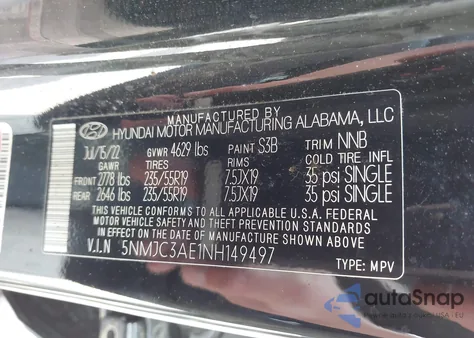 MANUFACTURED BY
HYUNDAI MOTOR MANUFACTURING ALABAMA, LLC
Jul/15/22 GVWR 4629 lbs PAINT S3B TRIM NNB
GAWR TIRES RIMS COLD TIRE INFL
FRONT 2778 lbs 235/55R19 7.5JX19 35 psi SINGLE
REAR 2646 lbs 235/55R19 7.5JX19 35 psi SINGLE
THIS VEHICLE CONFORMS TO ALL APPLICABLE U.S.A. FEDERAL
MOTOR VEHICLE SAFETY AND THEFT PREVENTION STANDARDS
IN EFFECT ON THE DATE OF MANUFACTURE SHOWN ABOVE.
V.I.N 5NMJC3AE1NH149497
TYPE: MPV
autoSnap